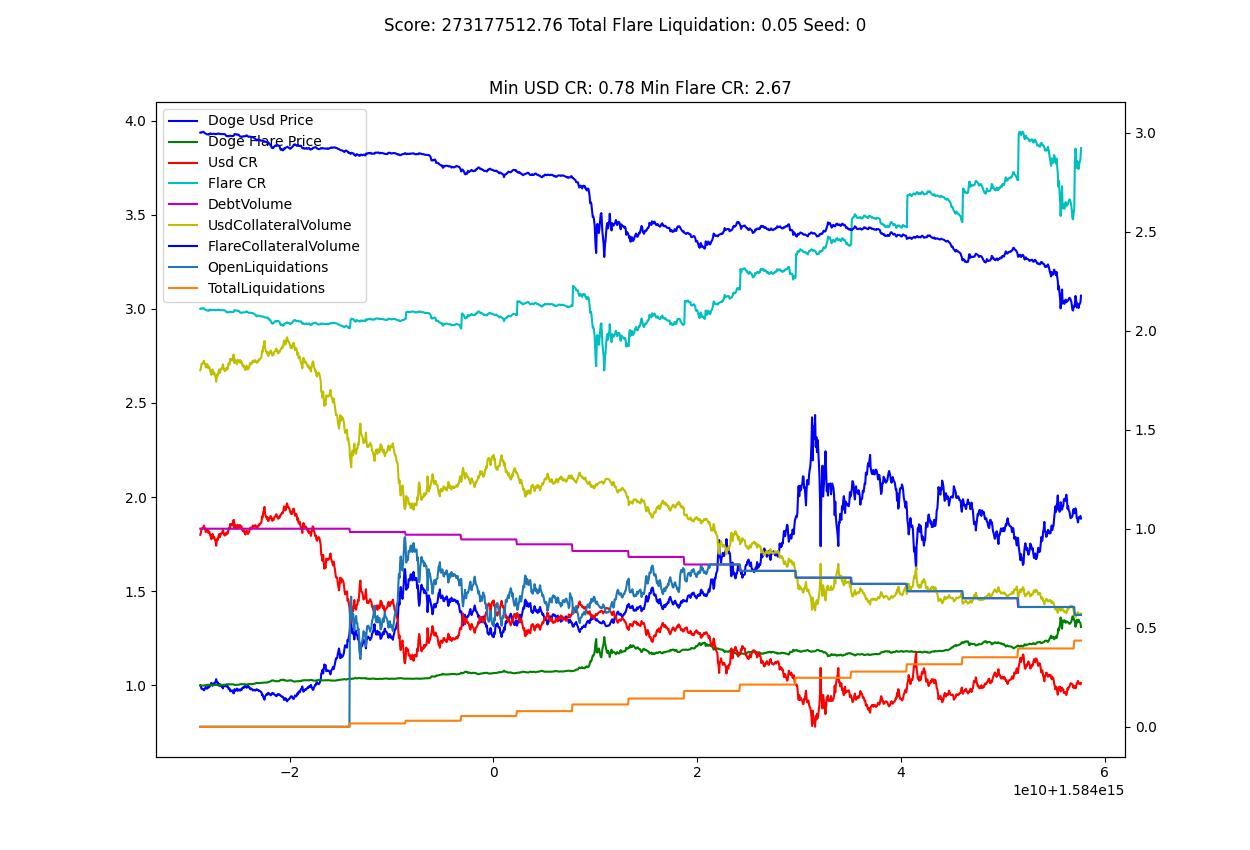 Score: 273177512.76 Total Flare Liquidation: 0.05 Seed: 0
Min USD CR: 0.78 Min Flare CR: 2.67
Doge Usd Price
Doge Flare Price
Usd CR
Flare CR
DebtVolume
UsdCollateralVolume
FlareCollateralVolume
OpenLiquidations
TotalLiquidations
4.0
3.5
3.0
2.5
2.0
1.5
1.0
3.0
2.5
2.0
1.5
1.0
0.5
0.0
−2 0 2 4 6
1e10+1.584e15